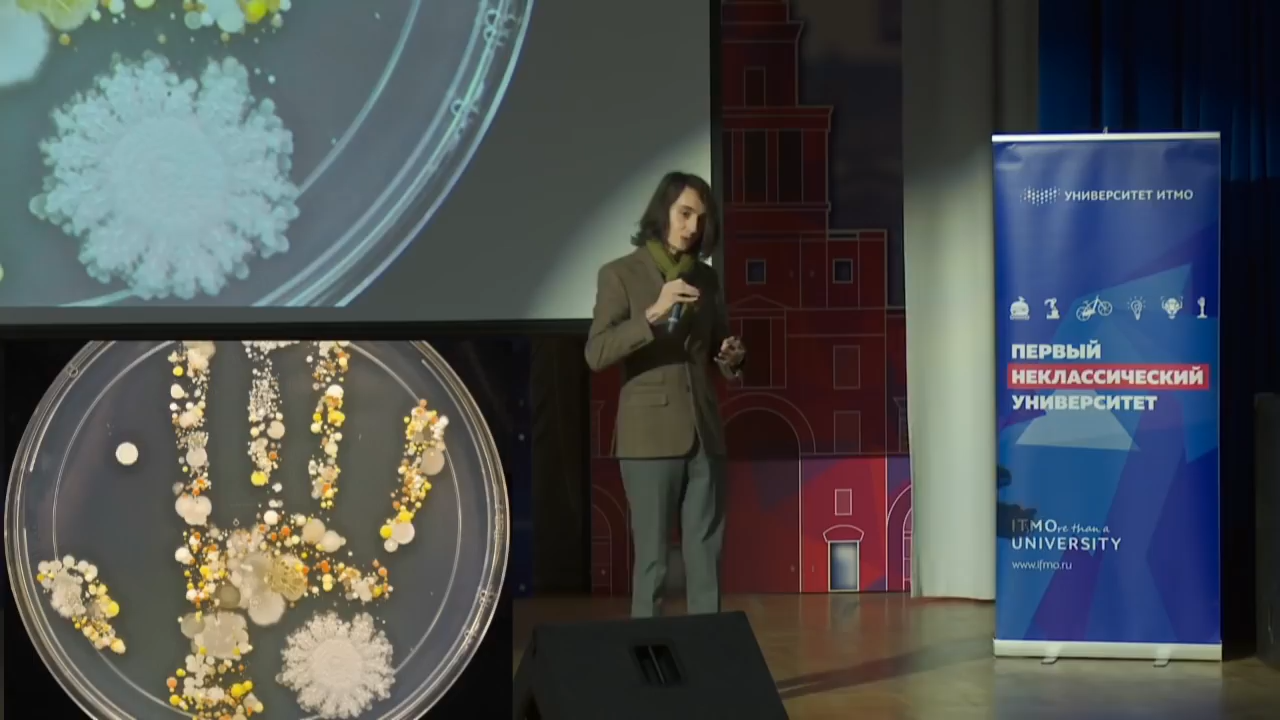 УНИВЕРСИТЕТ ИТМО
ПЕРВЫЙ
НЕКЛАССИЧЕСКИЙ
УНИВЕРСИТЕТ
ITMOre than a
UNIVERSITY
www.ifmo.ru